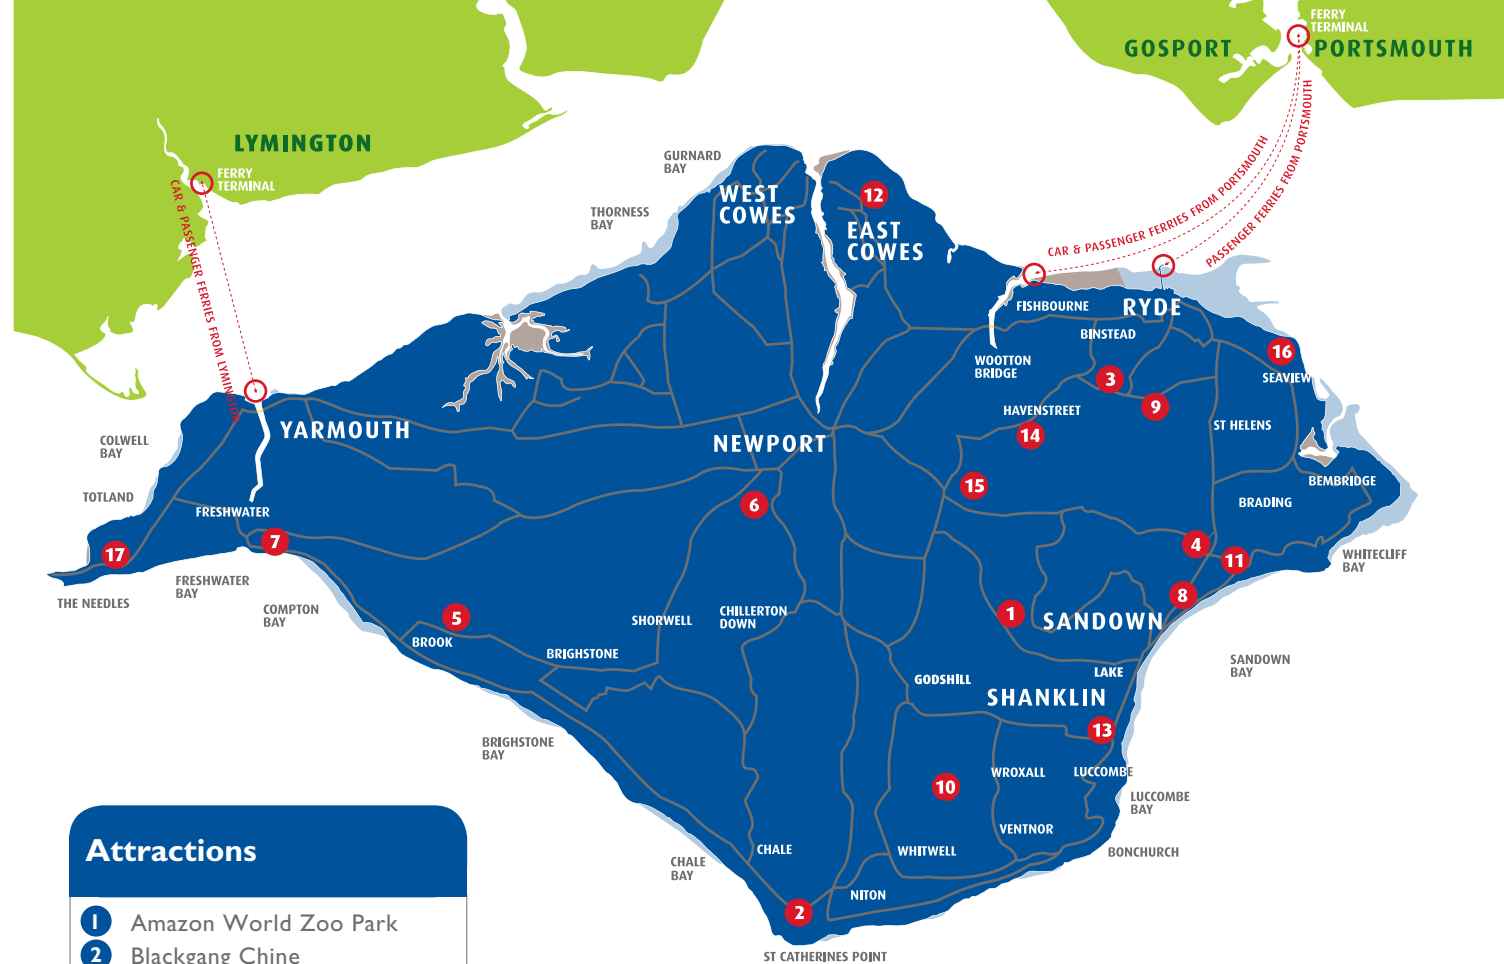 FERRY
TERMINAL
GOSPORT
PORTSMOUTH
LYMINGTON
FERRY
TERMINAL
CAR & PASSENGER FERRIES FROM LYMINGTON
CAR & PASSENGER FERRIES FROM PORTSMOUTH
PASSENGER FERRIES FROM PORTSMOUTH
GURNARD
BAY
THORNESS
BAY
WEST
COWES
12
EAST
COWES
FISHBOURNE
RYDE
BINSTEAD
WOOTTON
BRIDGE
16
SEAVIEW
3
9
HAVENSTREET
14
ST HELENS
YARMOUTH
NEWPORT
COLWELL
BAY
TOTLAND
FRESHWATER
15
6
BEMBRIDGE
BRADING
7
17
4
11
WHITECLIFF
BAY
FRESHWATER
BAY
THE NEEDLES
COMPTON
BAY
8
5
BROOK
SHORWELL
CHILLERTON
DOWN
1
SANDOWN
BRIGHSTONE
SANDOWN
BAY
GODSHILL
LAKE
SHANKLIN
13
BRIGHSTONE
BAY
WROXALL
LUCCOMBE
10
LUCCOMBE
BAY
VENTNOR
CHALE
CHALE
BAY
WHITWELL
BONCHURCH
NITON
2
ST CATHERINES POINT
Attractions
1 Amazon World Zoo Park
2 Blackgang Chine